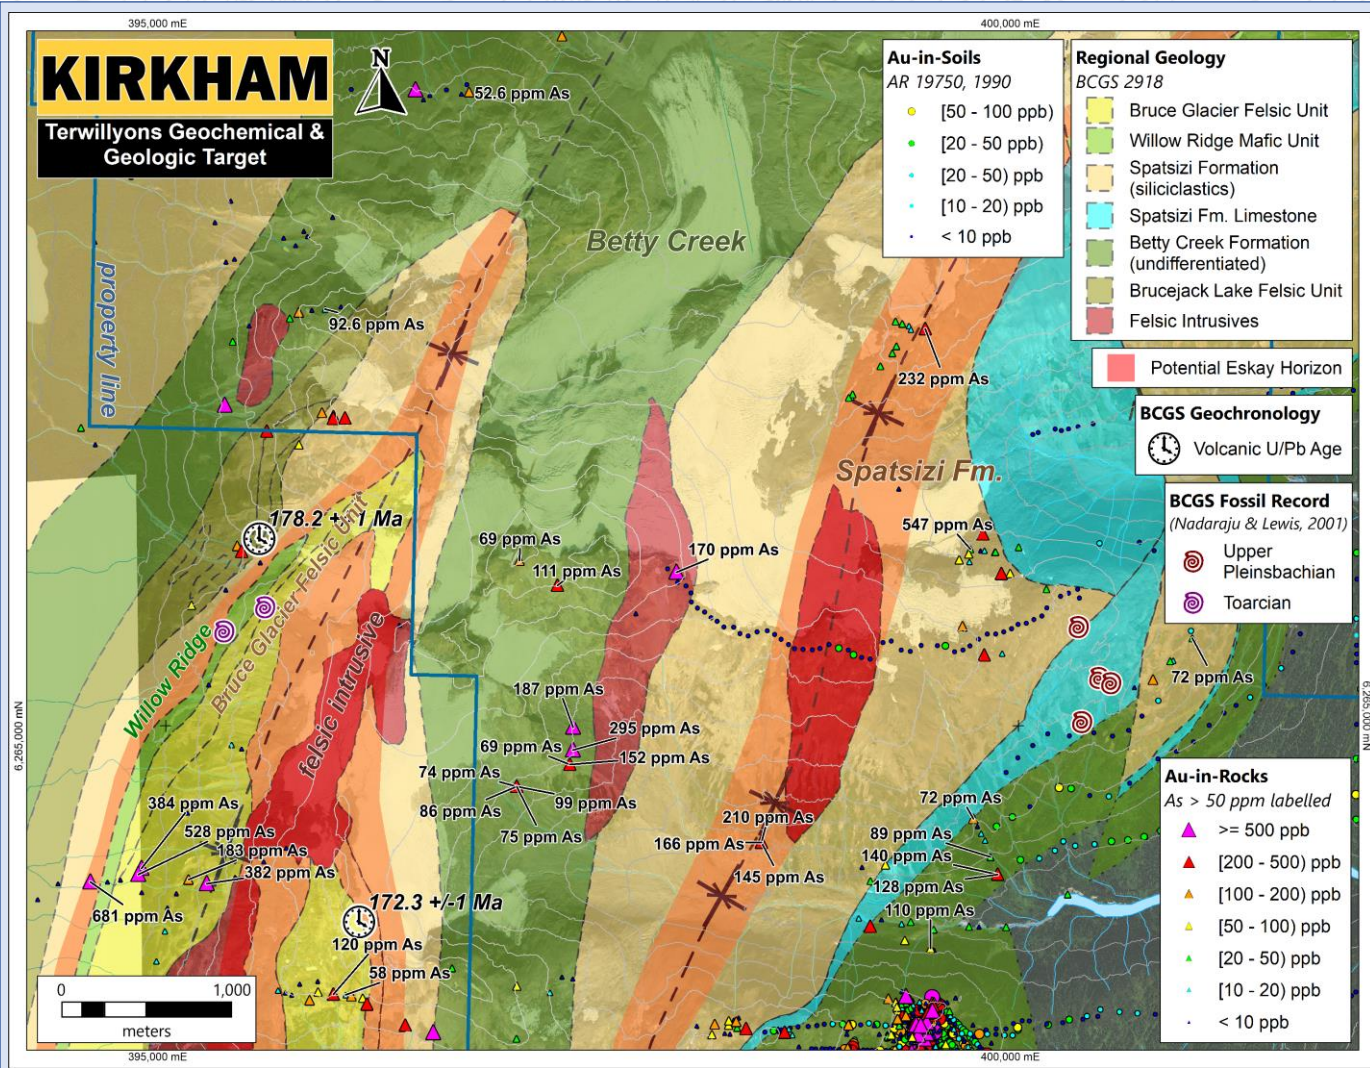 395,000 mE
400,000 mE
KIRKHAM
Terwillyons Geochemical &
Geologic Target
N
Au-in-Soils
AR 19750, 1990
[50 - 100 ppb)
[20 - 50 ppb)
[20 - 50) ppb
[10 - 20) ppb
< 10 ppb
Regional Geology
BCGS 2918
Bruce Glacier Felsic Unit
Willow Ridge Mafic Unit
Spatsizi Formation
(siliciclastics)
Spatsizi Fm. Limestone
Betty Creek Formation
(undifferentiated)
Brucejack Lake Felsic Unit
Felsic Intrusives
Potential Eskay Horizon
BCGS Geochronology
Volcanic U/Pb Age
BCGS Fossil Record
(Nadaraju & Lewis, 2001)
Upper
Pleinsbachian
Toarcian
Au-in-Rocks
As > 50 ppm labelled
>= 500 ppb
[200 - 500) ppb
[100 - 200) ppb
[50 - 100) ppb
[20 - 50) ppb
[10 - 20) ppb
< 10 ppb
52.6 ppm As
Betty Creek
property line
92.6 ppm As
232 ppm As
Spatsizi Fm.
178.2 +/-1 Ma
547 ppm As
69 ppm As
111 ppm As
170 ppm As
Willow Ridge
Bruce Glacier Felsic Unit
felsic intrusive
72 ppm As
187 ppm As
295 ppm As
69 ppm As
152 ppm As
74 ppm As
86 ppm As
99 ppm As
75 ppm As
384 ppm As
528 ppm As
183 ppm As
382 ppm As
681 ppm As
210 ppm As
166 ppm As
145 ppm As
72 ppm As
89 ppm As
140 ppm As
128 ppm As
110 ppm As
172.3 +/-1 Ma
120 ppm As
58 ppm As
6,265,000 mN
6,265,000 mN
0
1,000
meters
395,000 mE
400,000 mE